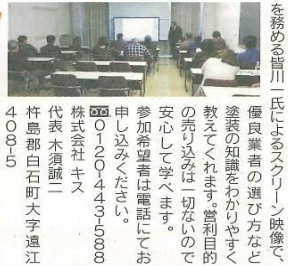 を務める皆川一氏によるスクリーン映像で、
優良業者の選び方など
塗装の知識をわかりやすく
教えてくれます。営利目的
の売り込みは一切ないので
安心して学べます。
参加希望者は電話にてお
申し込みください。
0120-443-588
株式会社 キス
代表 木須誠二
杵島郡白石町大字遠江
408-5